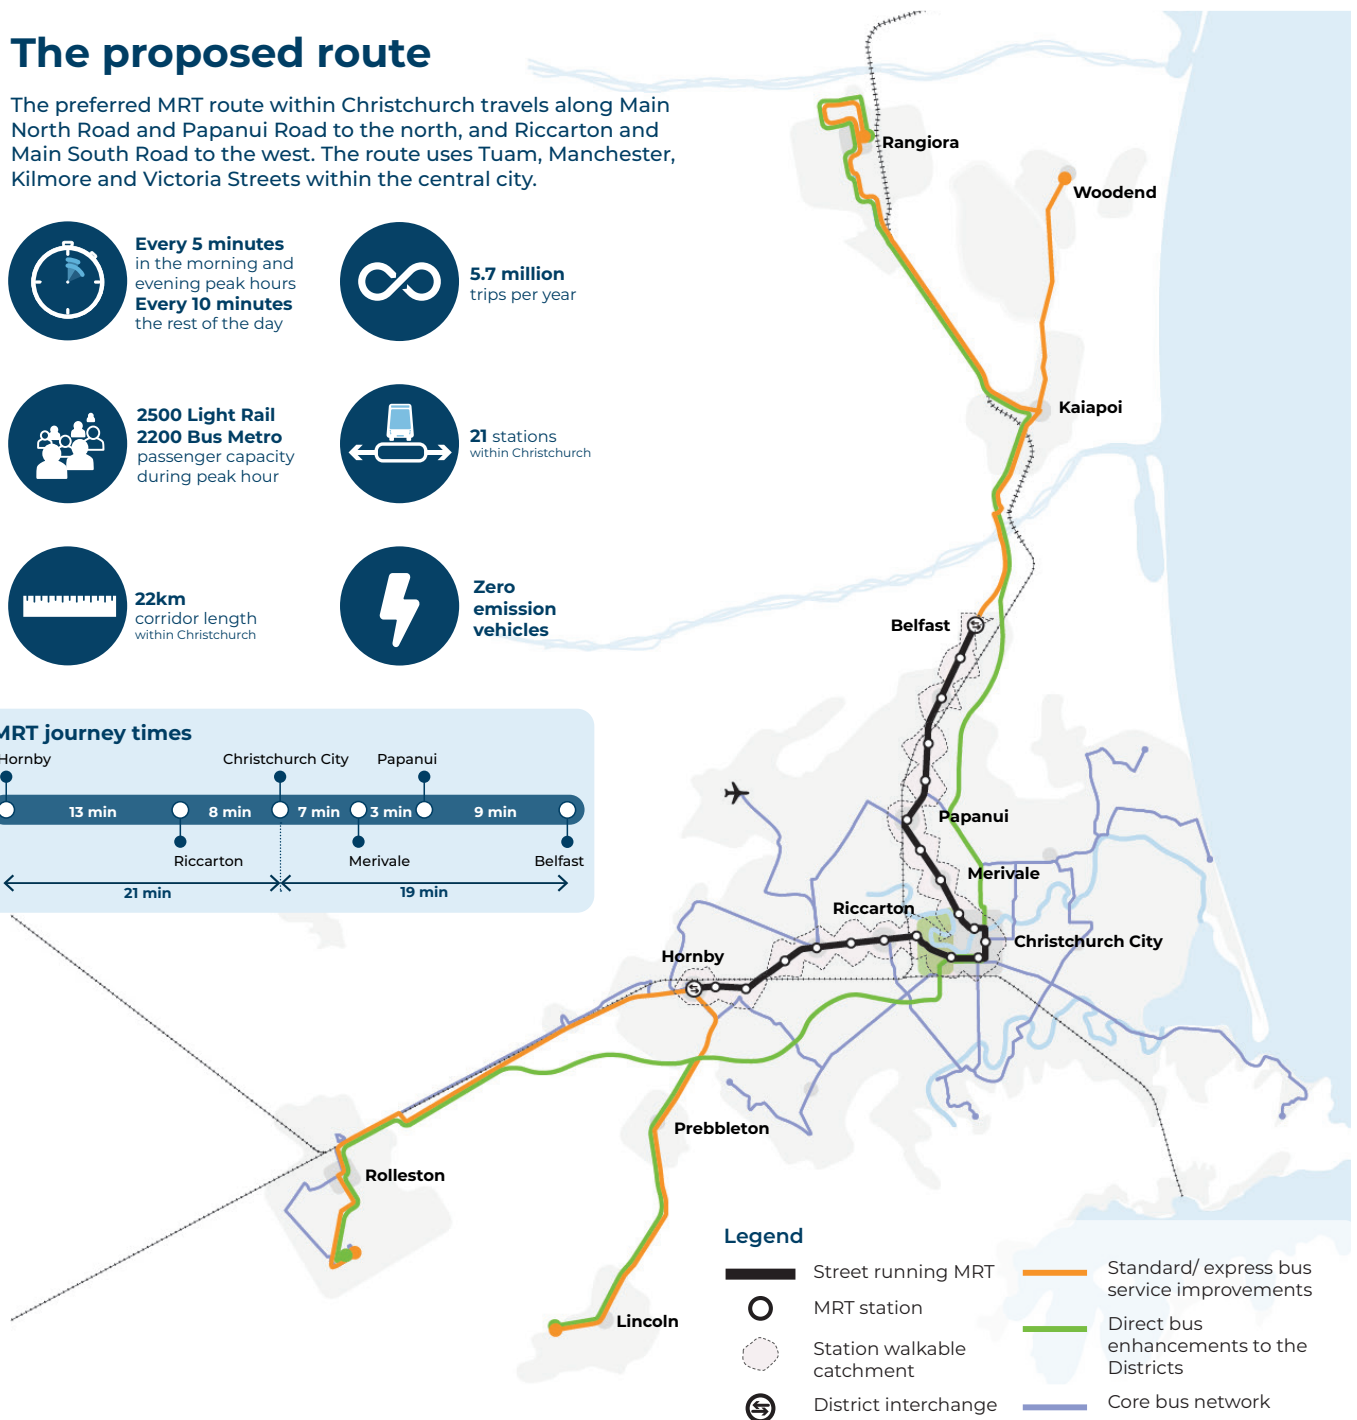 The proposed route
The preferred MRT route within Christchurch travels along Main
North Road and Papanui Road to the north, and Riccarton and
Main South Road to the west. The route uses Tuam, Manchester,
Kilmore and Victoria Streets within the central city.
Every 5 minutes
in the morning and
evening peak hours
Every 10 minutes
the rest of the day
5.7 million
trips per year
2500 Light Rail
2200 Bus Metro
passenger capacity
during peak hour
21 stations
within Christchurch
22km
corridor length
within Christchurch
Zero
emission
vehicles
MRT journey times
Hornby
Christchurch City
Papanui
13 min
8 min
7 min
3 min
9 min
Riccarton
Merivale
Belfast
21 min
19 min
Rangiora
Woodend
Kaiapoi
Belfast
Papanui
Merivale
Riccarton
Christchurch City
Hornby
Prebbleton
Rolleston
Lincoln
Legend
Street running MRT
MRT station
Station walkable
catchment
District interchange
Standard/ express bus
service improvements
Direct bus
enhancements to the
Districts
Core bus network